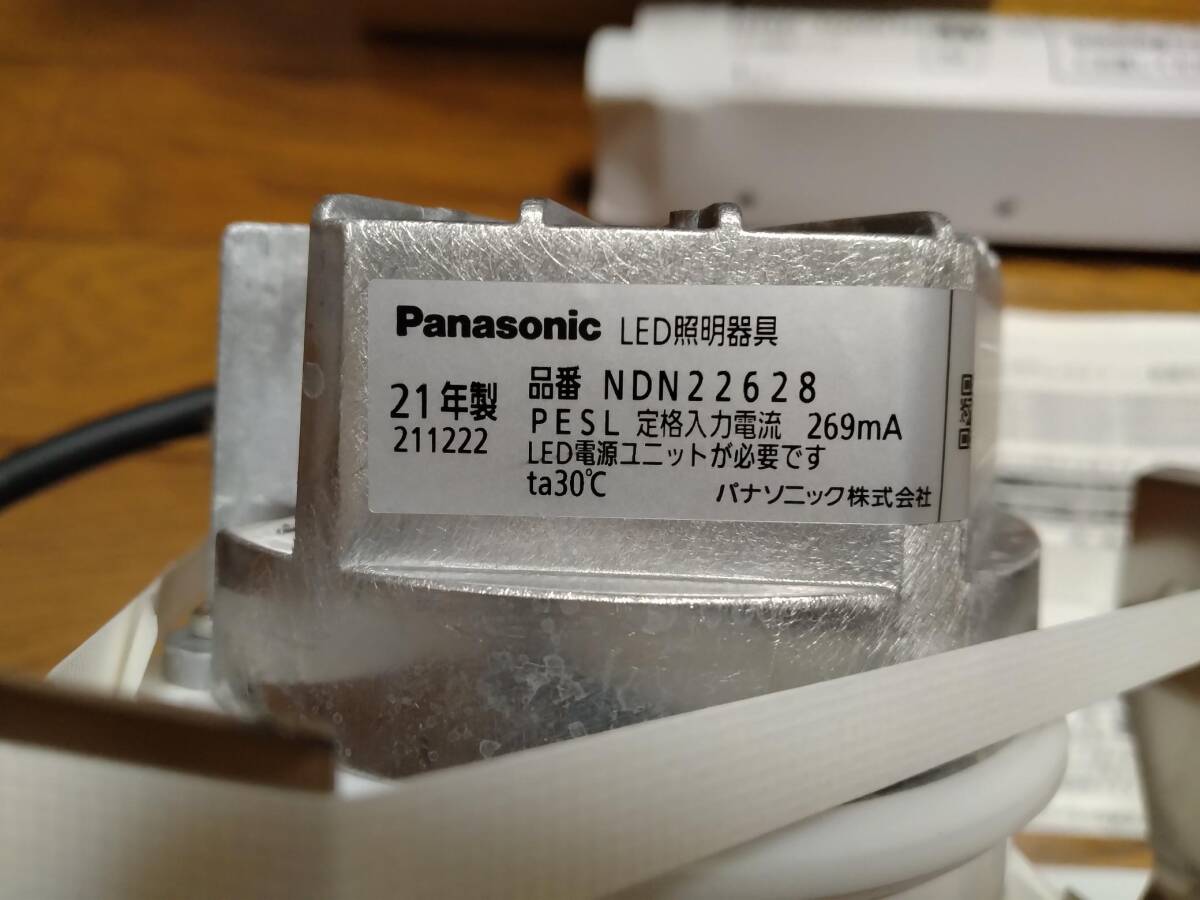 Panasonic LED照明器具
21年製 品番 NDN22628
211222 PESL 定格入力電流 269mA
LED電源ユニットが必要です
ta30℃ パナソニック株式会社